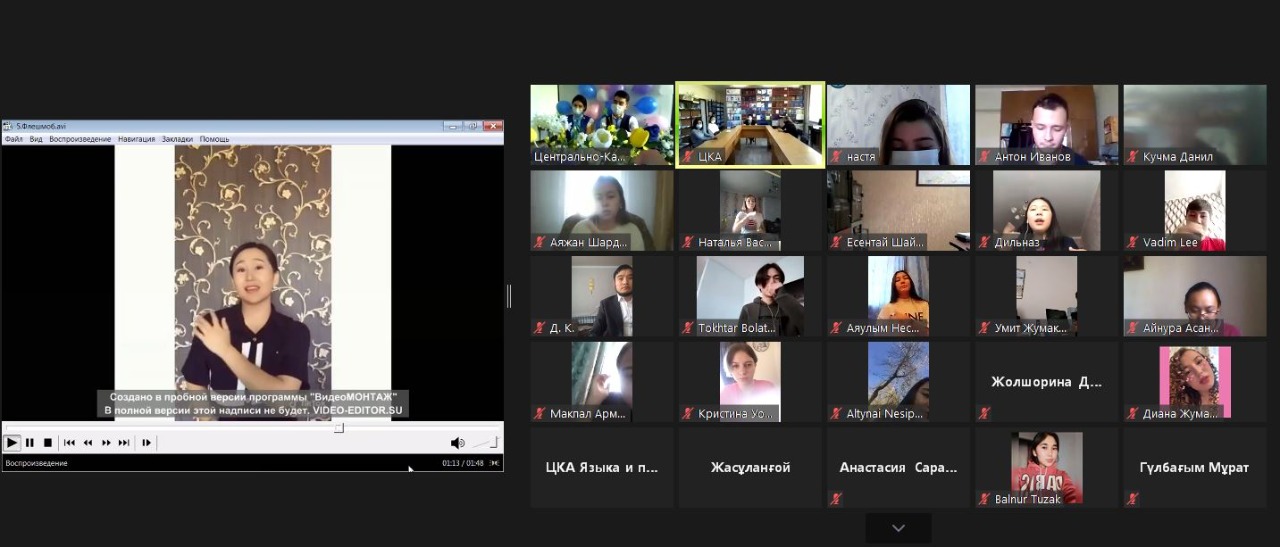 5.Флешмоб.avi
Файл Вид Воспроизведение Навигация Закладки Помощь
Создано в пробной версии программы "ВидеоМОНТАЖ"
В полной версии этой надписи не будет. VIDEO-EDITOR.SU
Воспроизведение
01:13 / 01:48
Центрально-Ка...
ЦКА
настя
Антон Иванов
Кучма Данил
Аяжан Шард...
Наталья Вас...
Есентай Шай...
Дильназ
Vadim Lee
Д. К.
Tokhtar Bolat...
Аяулым Нес...
Умит Жумак...
Айнура Асан...
Макпал Арм...
Кристина Уо...
Altynai Nesip...
Жолшорина Д...
Диана Жума...
ЦКА Языка и п...
Жасұланғой
Анастасия Сара...
Balnur Tuzak
Гүлбағым Мұрат